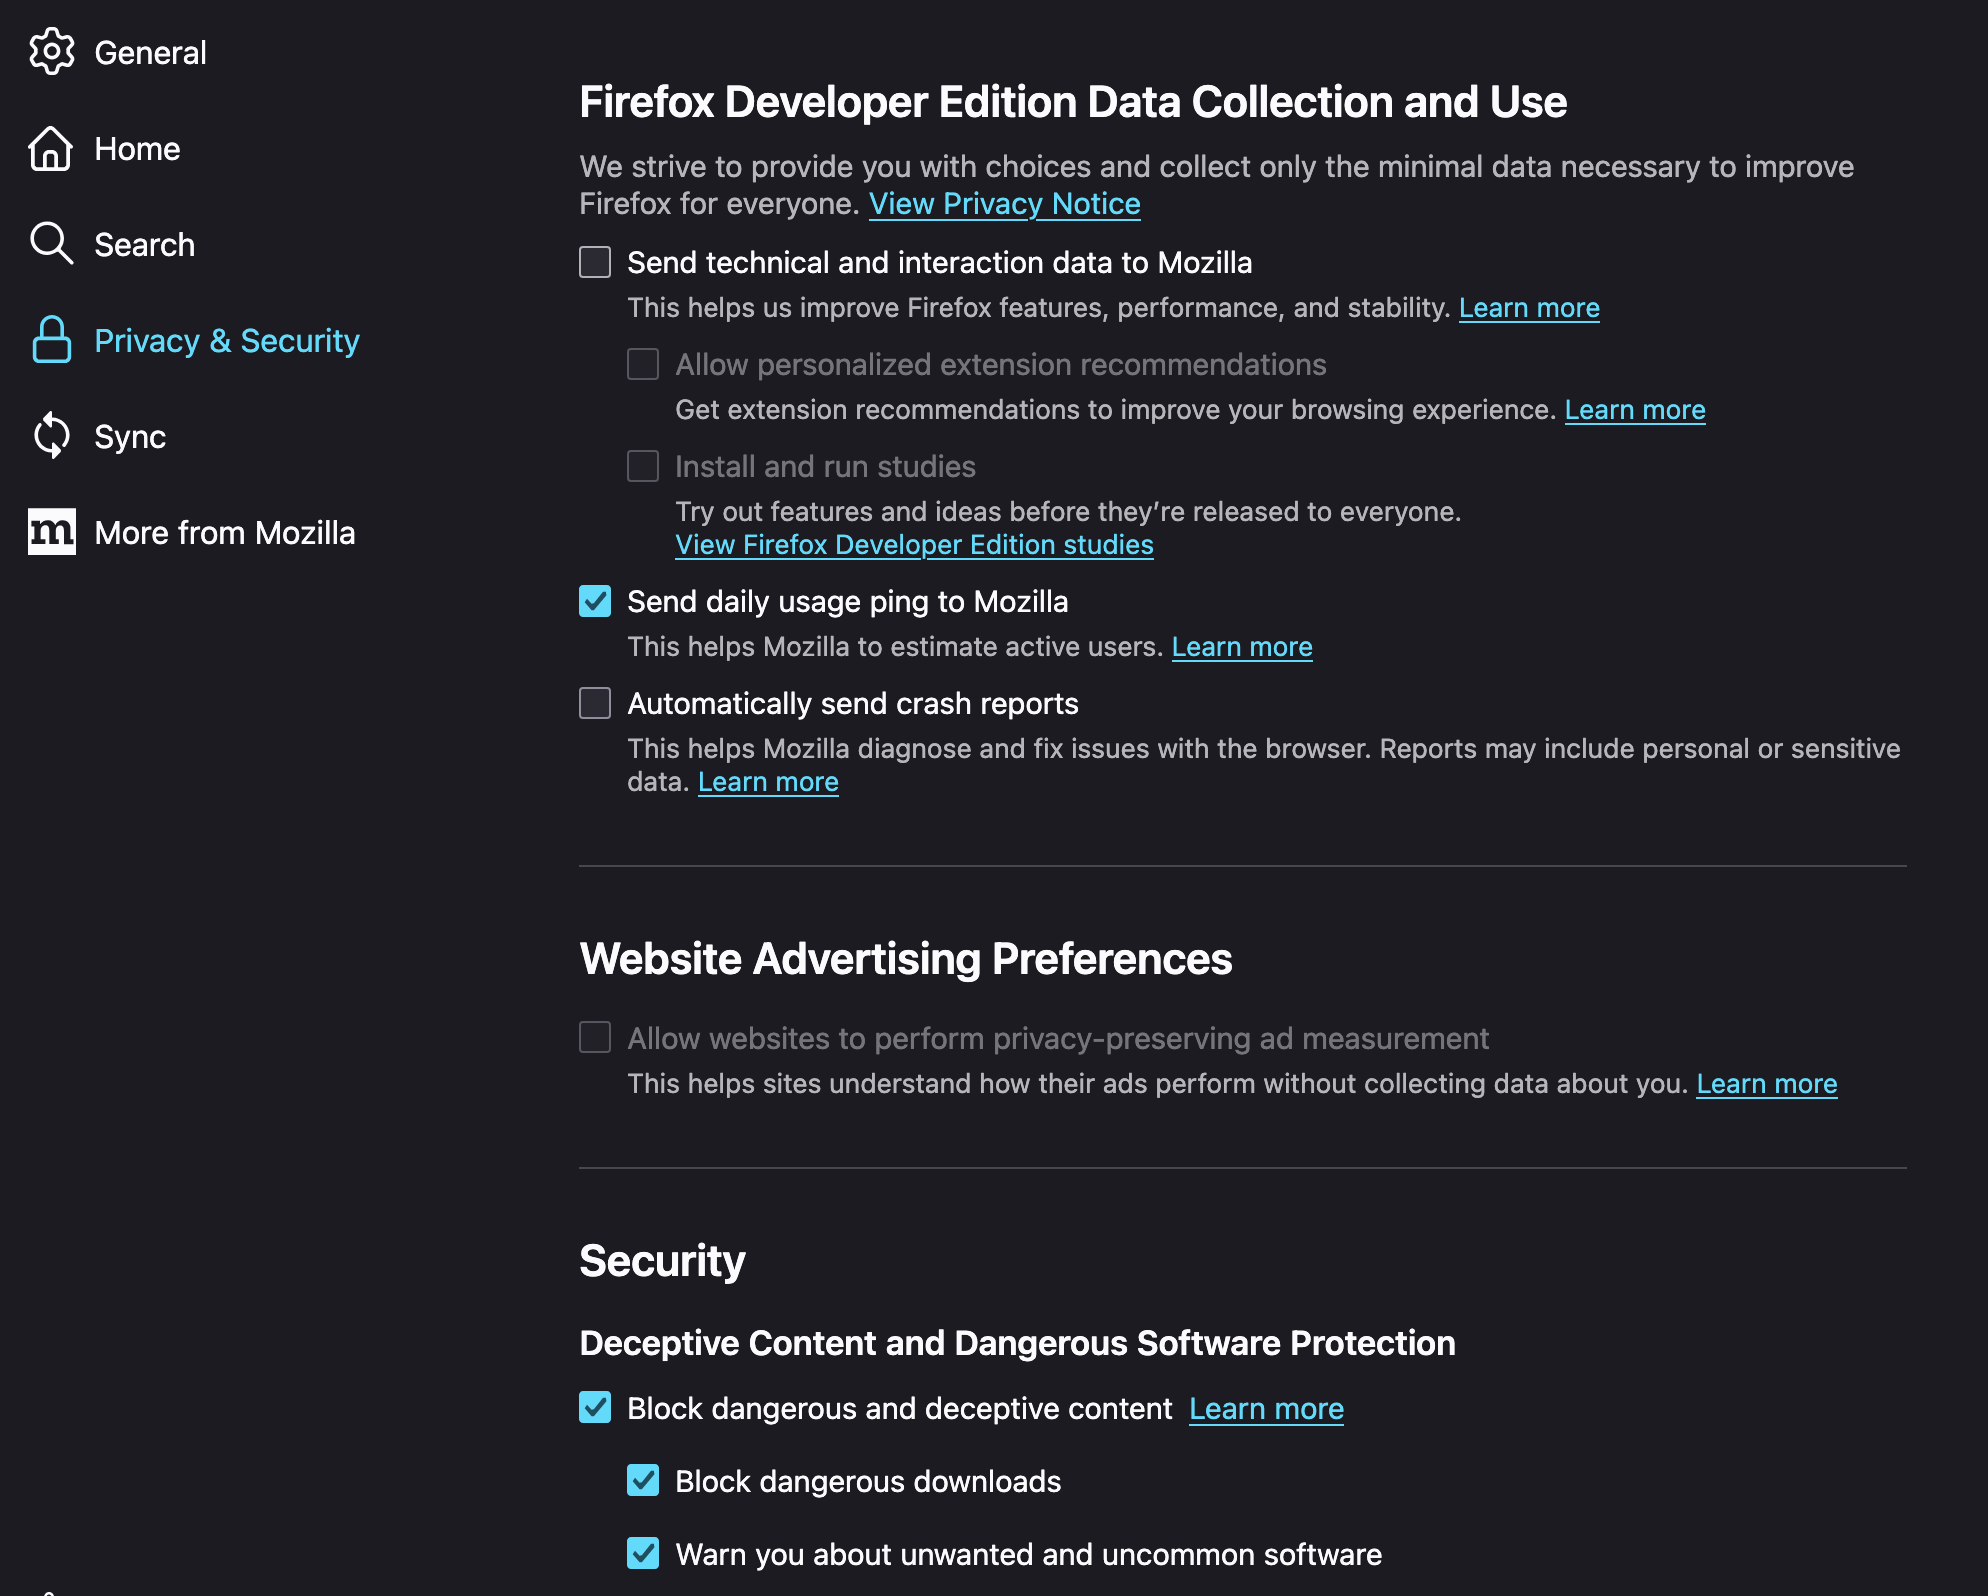 General
Home
Search
Privacy & Security
Sync
m More from Mozilla
Firefox Developer Edition Data Collection and Use
We strive to provide you with choices and collect only the minimal data necessary to improve
Firefox for everyone. View Privacy Notice
Send technical and interaction data to Mozilla
This helps us improve Firefox features, performance, and stability. Learn more
Allow personalized extension recommendations
Get extension recommendations to improve your browsing experience. Learn more
Install and run studies
Try out features and ideas before they’re released to everyone.
View Firefox Developer Edition studies
Send daily usage ping to Mozilla
This helps Mozilla to estimate active users. Learn more
Automatically send crash reports
This helps Mozilla diagnose and fix issues with the browser. Reports may include personal or sensitive
data. Learn more
Website Advertising Preferences
Allow websites to perform privacy-preserving ad measurement
This helps sites understand how their ads perform without collecting data about you. Learn more
Security
Deceptive Content and Dangerous Software Protection
Block dangerous and deceptive content Learn more
Block dangerous downloads
Warn you about unwanted and uncommon software